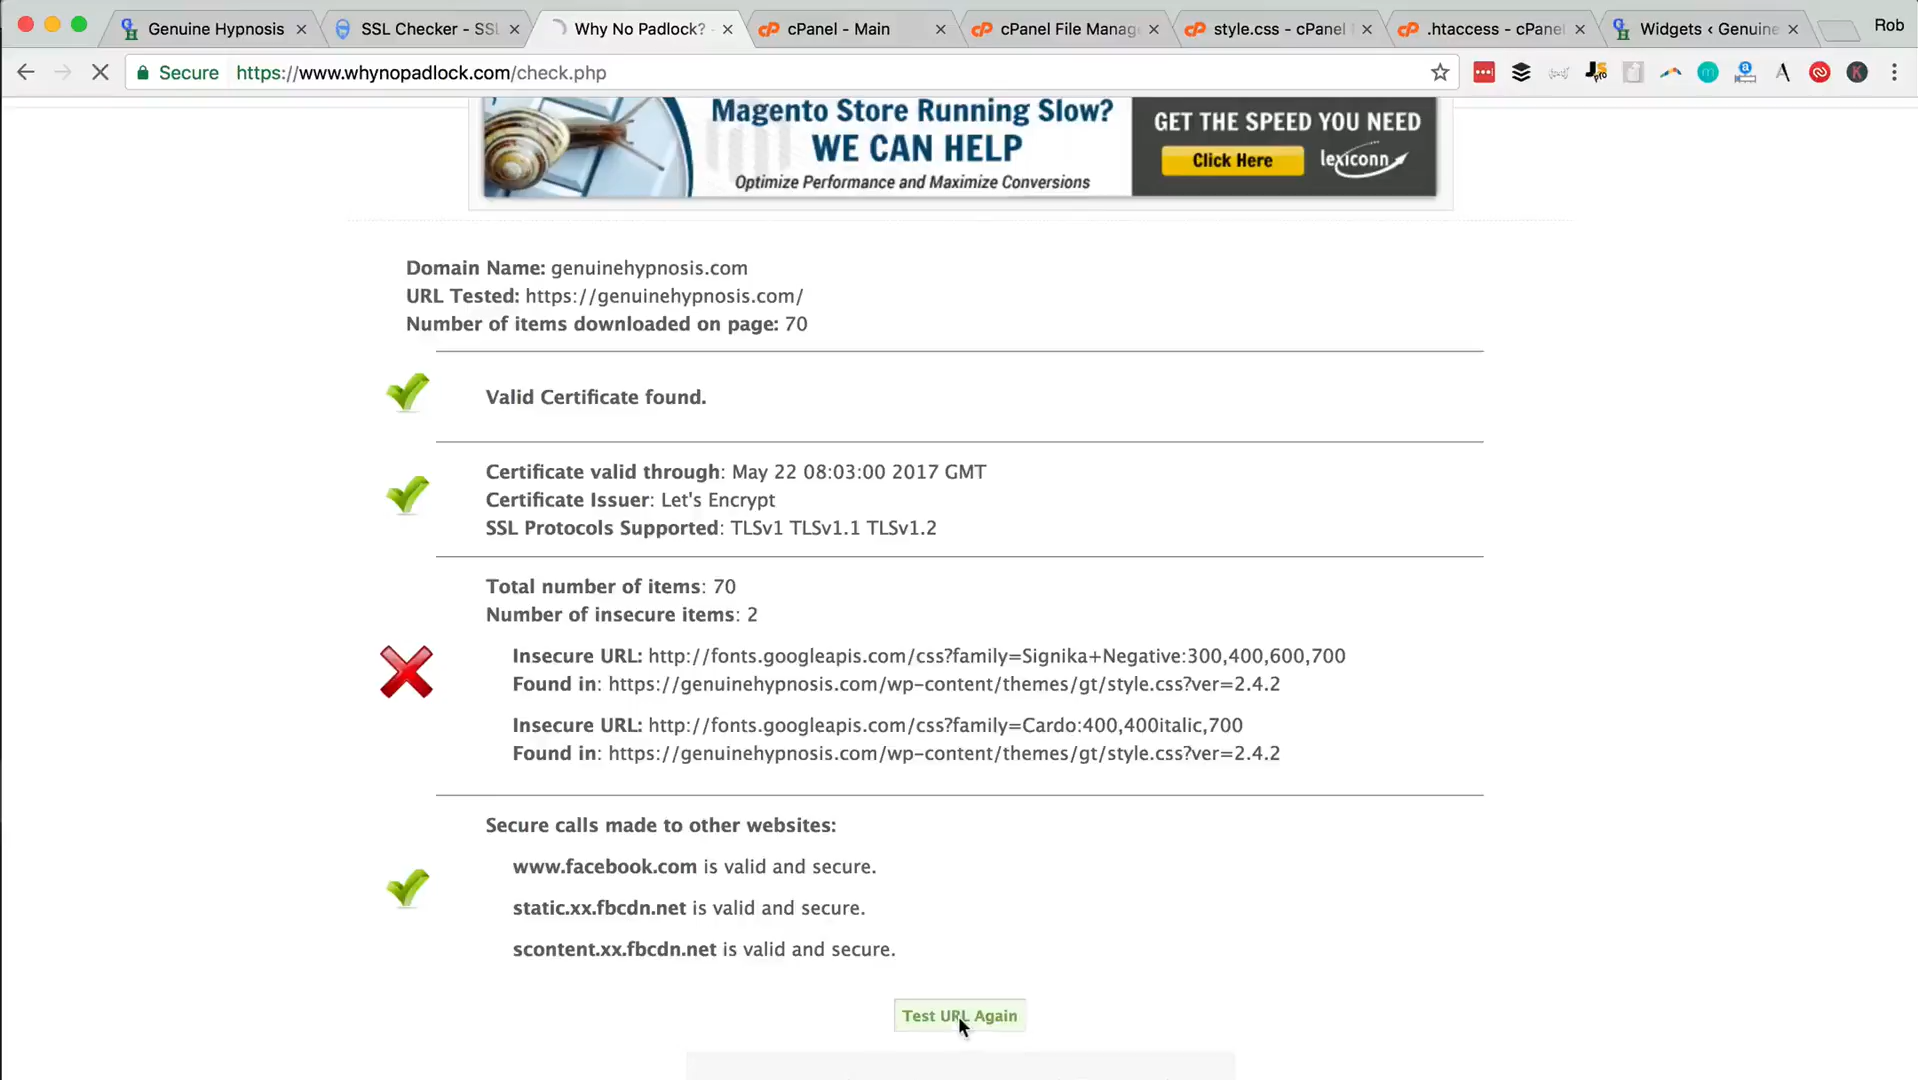 Genuine Hypnosis
SSL Checker - SSL
Why No Padlock? -
cPanel - Main
cPanel File Manag
style.css - cPanel
.htaccess - cPanel
Widgets ‹ Genuine
Rob
Secure
https://www.whynopadlock.com/check.php
Magento Store Running Slow?
WE CAN HELP
Optimize Performance and Maximize Conversions
GET THE SPEED YOU NEED
Click Here
lexiconn
Domain Name: genuinehypnosis.com
URL Tested: https://genuinehypnosis.com/
Number of items downloaded on page: 70
Valid Certificate found.
Certificate valid through: May 22 08:03:00 2017 GMT
Certificate Issuer: Let's Encrypt
SSL Protocols Supported: TLSv1 TLSv1.1 TLSv1.2
Total number of items: 70
Number of insecure items: 2
Insecure URL: http://fonts.googleapis.com/css?family=Signika+Negative:300,400,600,700
Found in: https://genuinehypnosis.com/wp-content/themes/gt/style.css?ver=2.4.2
Insecure URL: http://fonts.googleapis.com/css?family=Cardo:400,400italic,700
Found in: https://genuinehypnosis.com/wp-content/themes/gt/style.css?ver=2.4.2
Secure calls made to other websites:
www.facebook.com is valid and secure.
static.xx.fbcdn.net is valid and secure.
scontent.xx.fbcdn.net is valid and secure.
Test URL Again